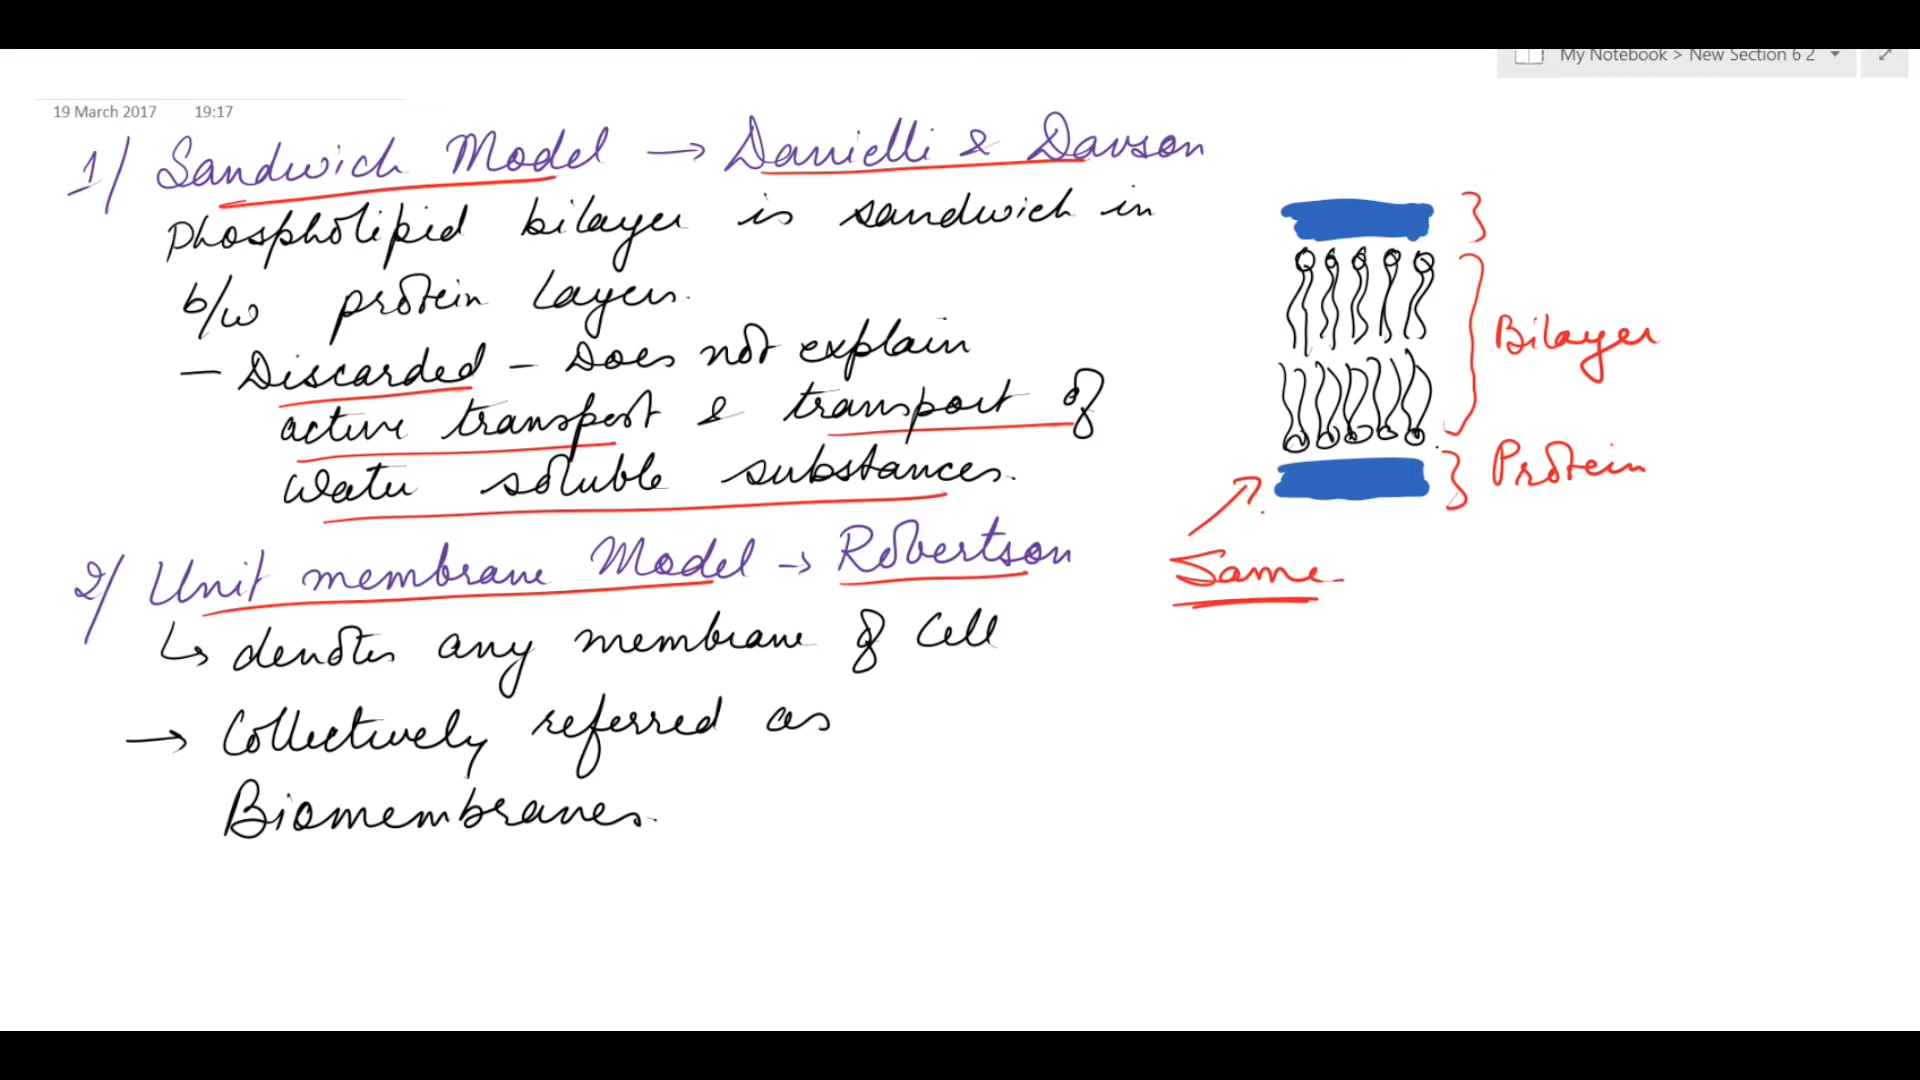 My Notebook > New Section 6 2
19 March 2017 19:17
1/ Sandwich Model → Danielli & Davson
Phospholipid bilayer is sandwich in
b/w protein layers.
- Discarded - Does not explain
active transport & transport of
water soluble substances.
2/ Unit membrane Model → Robertson
↳ denotes any membrane of Cell
→ Collectively referred as
Biomembranes.
Bilayer
Protein
Same